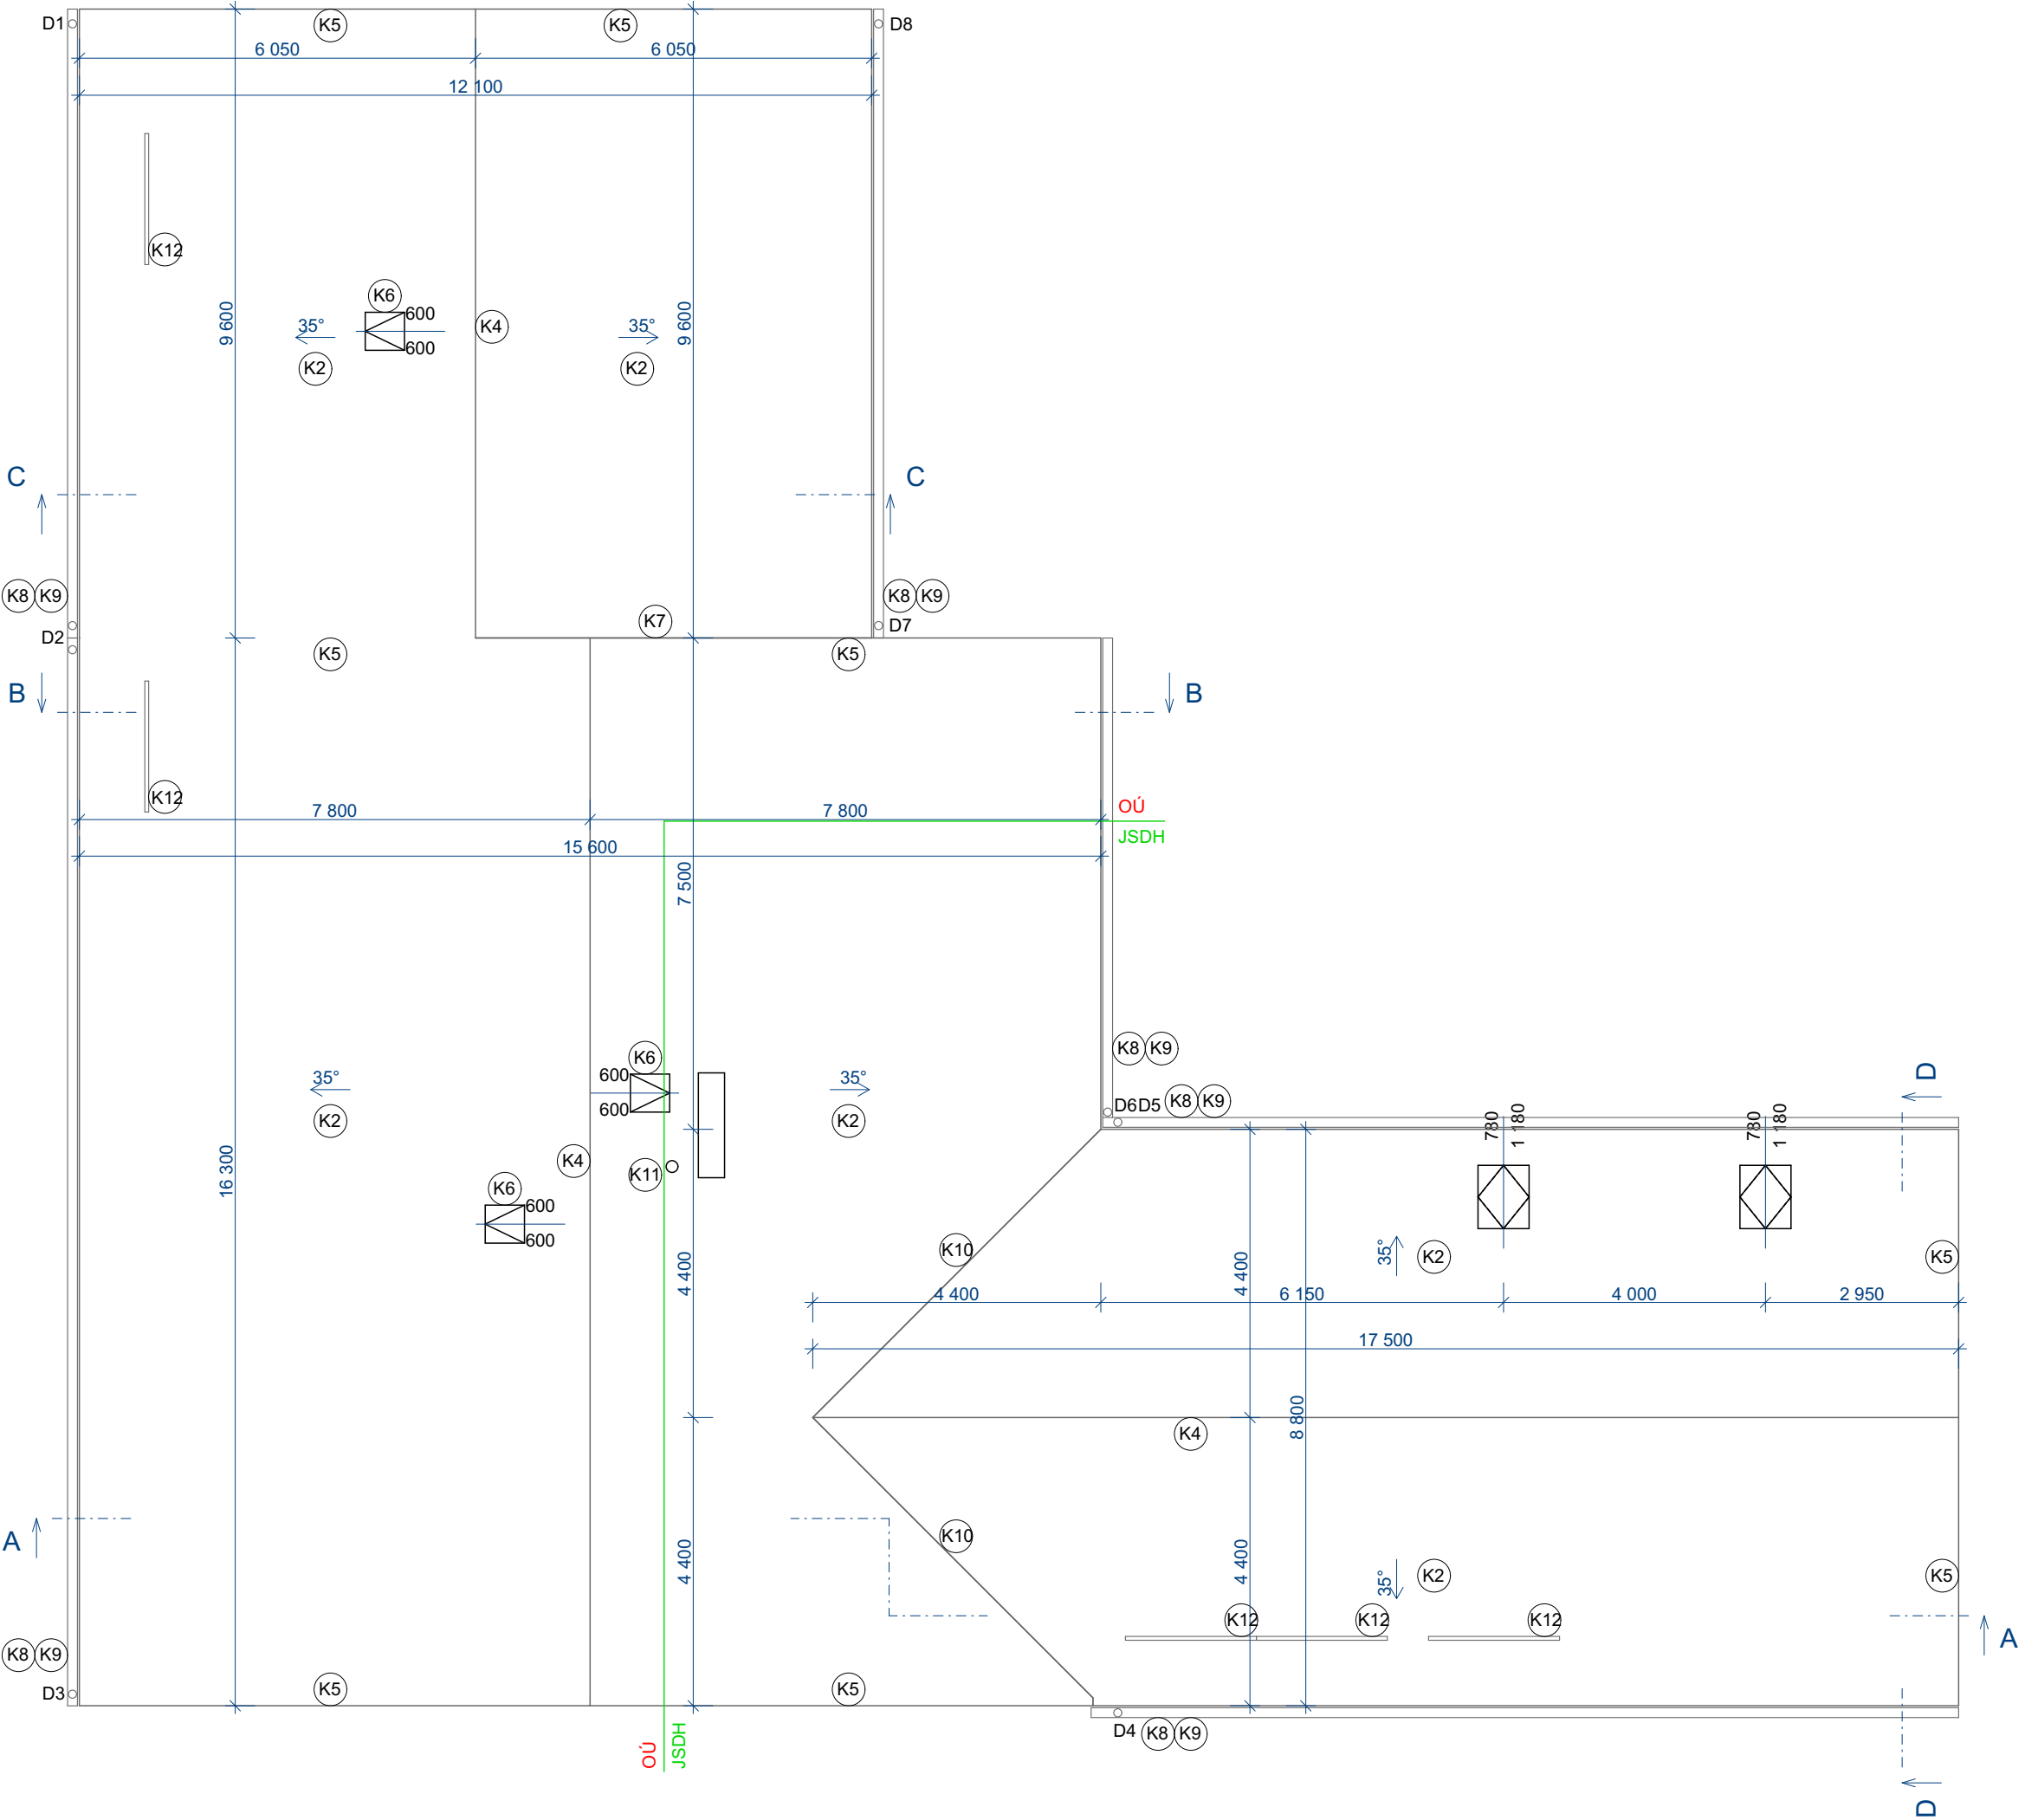 D1
K5
K5
D8
6 050
6 050
12 100
K12
K6
600
9 600
35°
K4
9 600
35°
600
K2
K2
C
C
K8
K9
K8
K9
K7
D2
D7
K5
K5
B
B
K12
7 800
7 800
OÚ
JSDH
15 600
7 500
K8
K9
K6
600
600
35°
35°
D6
D5
K8
K9
780
1 180
780
1 180
D
K2
K2
16 300
K4
K11
K6
600
600
K10
4 400
4 400
35°
K2
K5
4 400
6 150
4 000
2 950
17 500
8 800
K4
A
K10
4 400
4 400
35°
K2
K5
K12
K12
K12
A
K8
K9
D3
K5
K5
OÚ
JSDH
D4
K8
K9
D